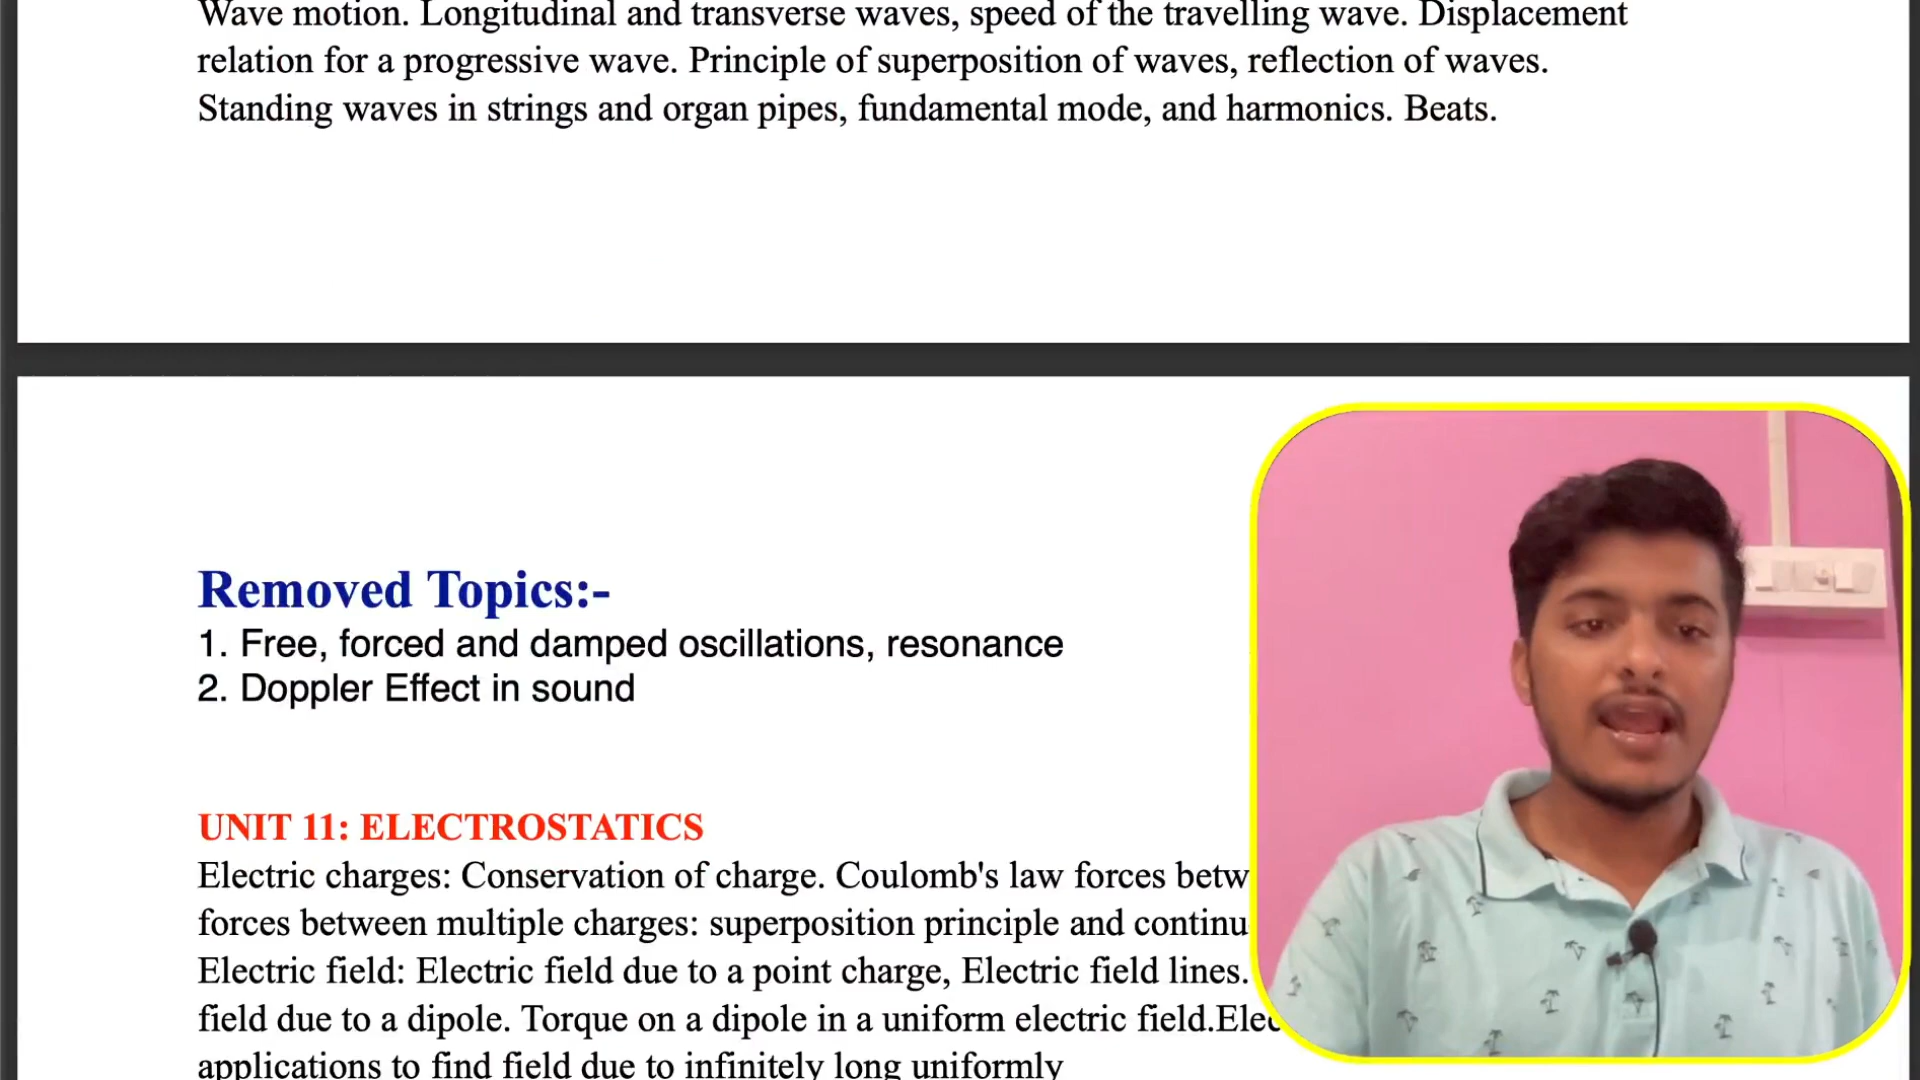 Wave motion. Longitudinal and transverse waves, speed of the travelling wave. Displacement
relation for a progressive wave. Principle of superposition of waves, reflection of waves.
Standing waves in strings and organ pipes, fundamental mode, and harmonics. Beats.
Removed Topics:-
1. Free, forced and damped oscillations, resonance
2. Doppler Effect in sound
UNIT 11: ELECTROSTATICS
Electric charges: Conservation of charge. Coulomb's law forces betw
forces between multiple charges: superposition principle and continu
Electric field: Electric field due to a point charge, Electric field lines.
field due to a dipole. Torque on a dipole in a uniform electric field.Elec
applications to find field due to infinitely long uniformly